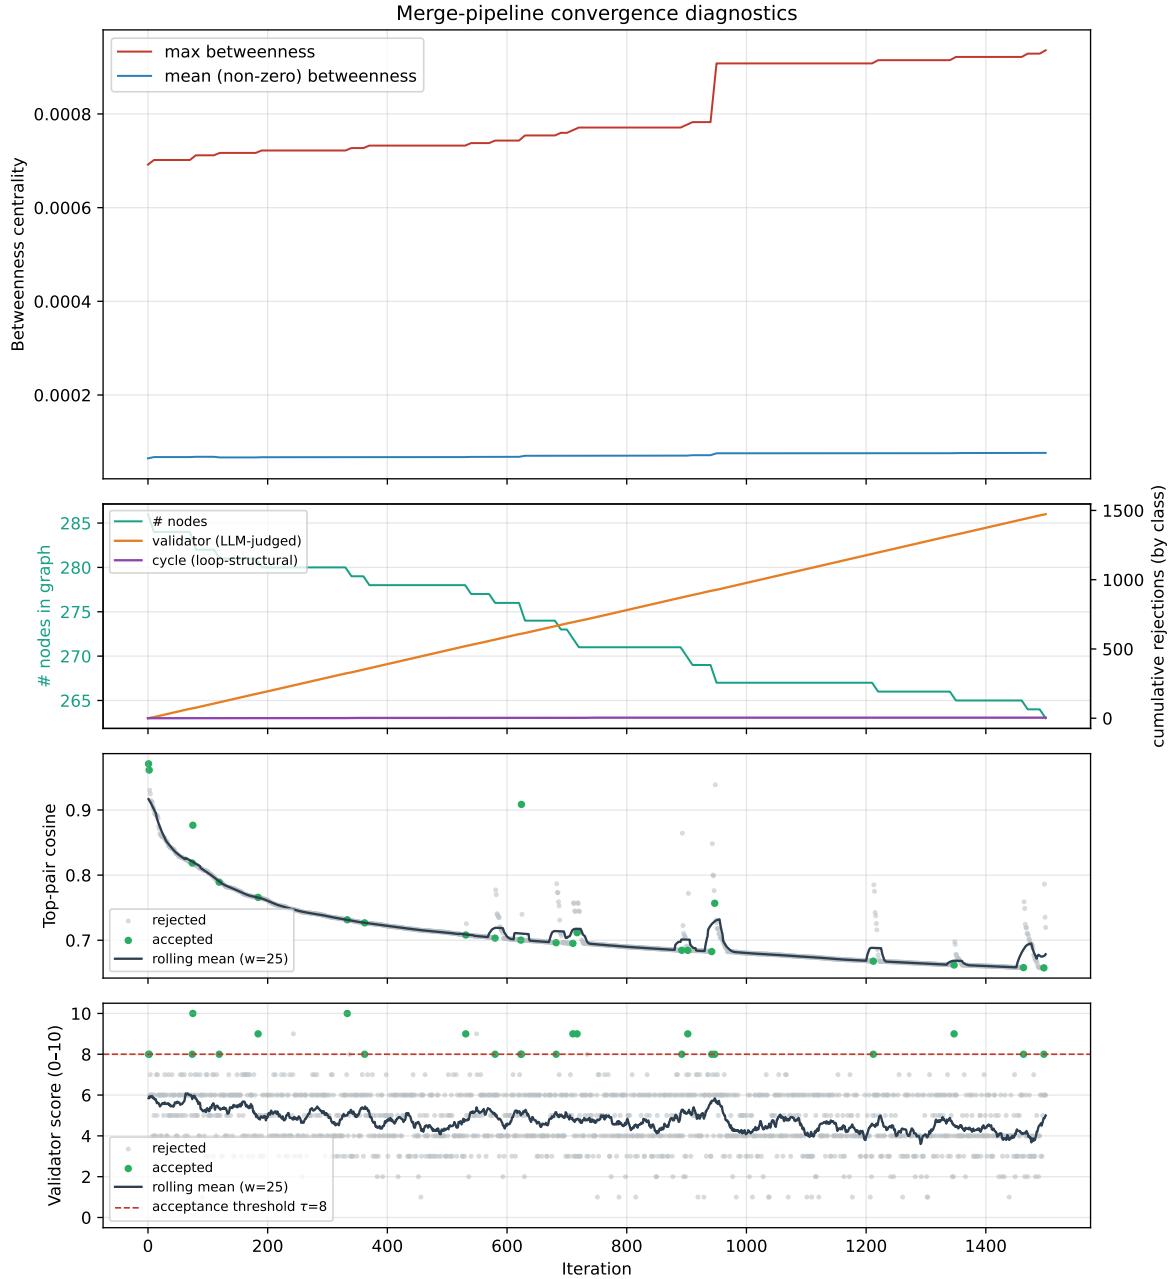 Merge-pipeline convergence diagnostics
max betweenness
mean (non-zero) betweenness
Betweenness centrality
0.0008
0.0006
0.0004
0.0002
# nodes
validator (LLM-judged)
cycle (loop-structural)
# nodes in graph
285
280
275
270
265
cumulative rejections (by class)
1500
1000
500
0
Top-pair cosine
0.9
0.8
0.7
rejected
accepted
rolling mean (w=25)
Validator score (0–10)
10
8
6
4
2
0
rejected
accepted
rolling mean (w=25)
acceptance threshold τ=8
0 200 400 600 800 1000 1200 1400
Iteration